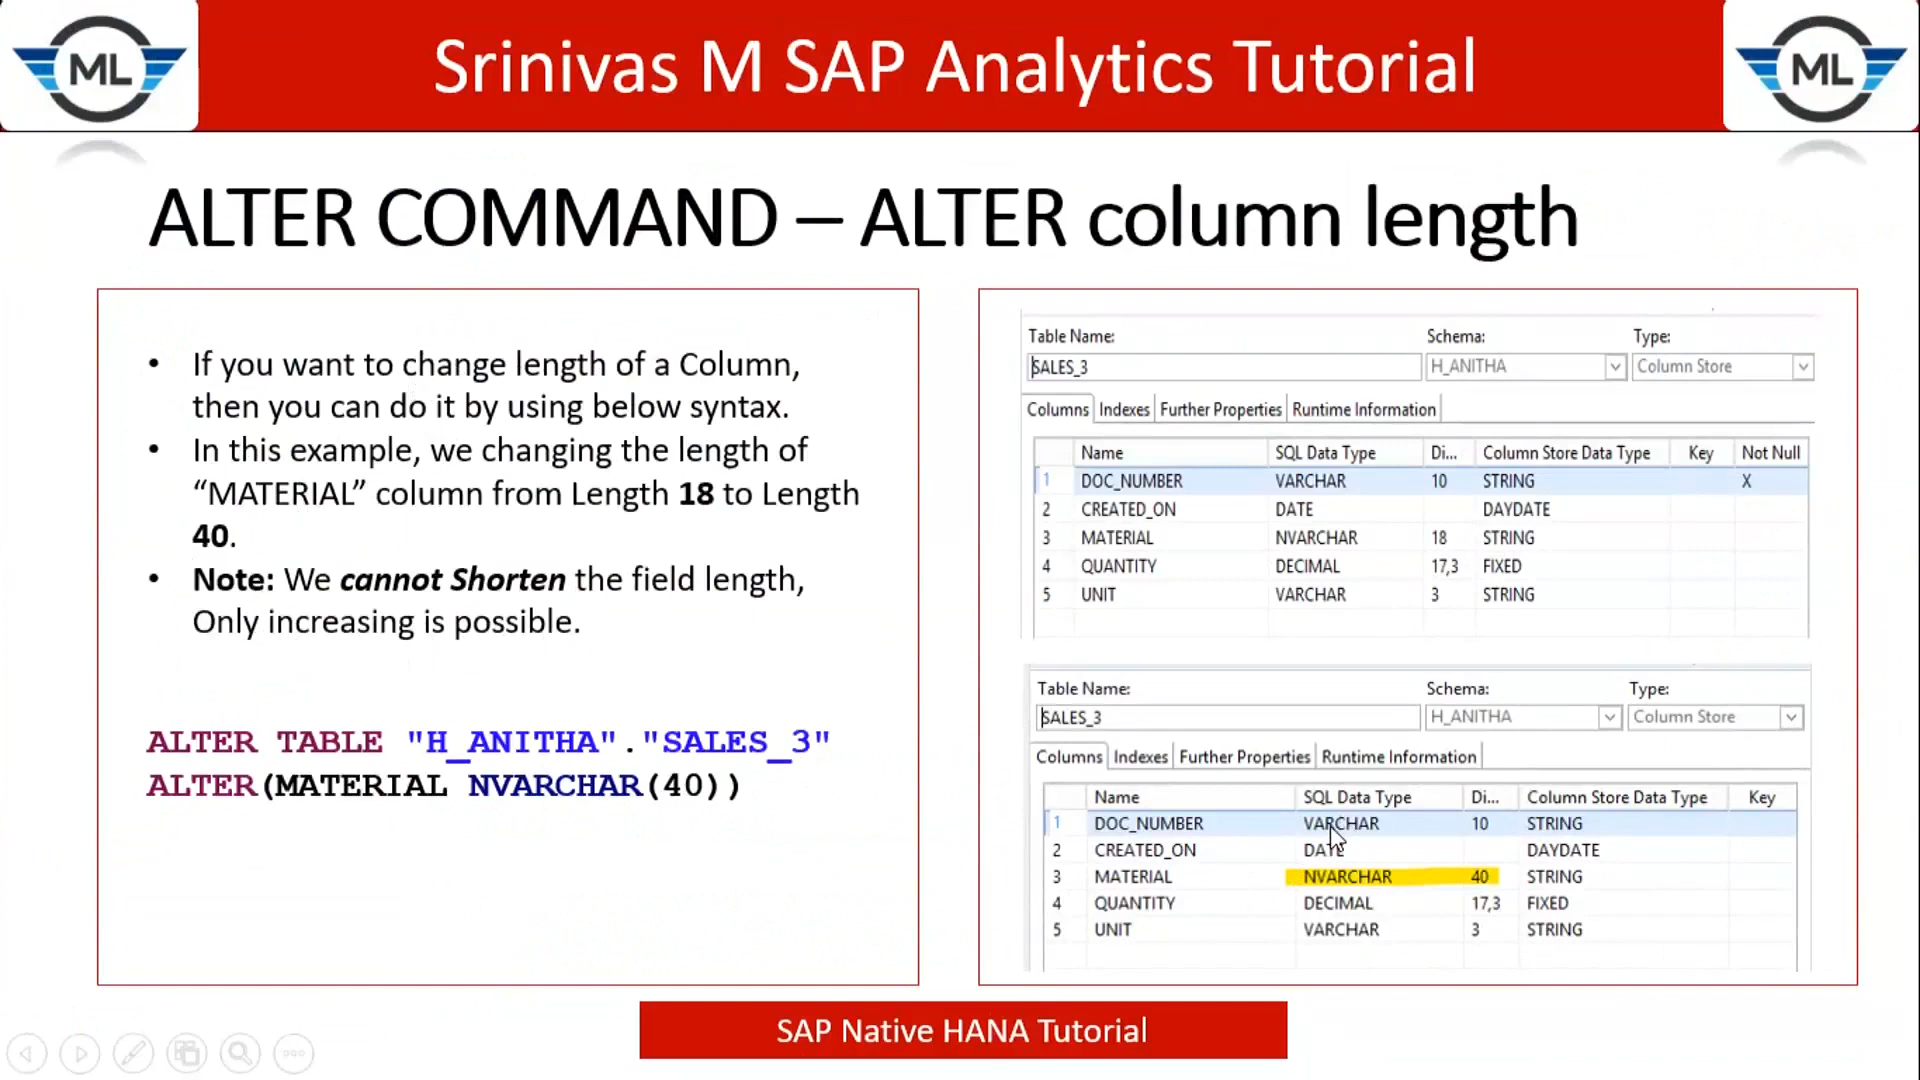 ML
Srinivas M SAP Analytics Tutorial
ML
ALTER COMMAND – ALTER column length
• If you want to change length of a Column,
then you can do it by using below syntax.
• In this example, we changing the length of
“MATERIAL” column from Length 18 to Length
40.
• Note: We cannot Shorten the field length,
Only increasing is possible.
ALTER TABLE "H_ANITHA"."SALES_3"
ALTER(MATERIAL NVARCHAR(40))
Table Name: Schema: Type:
SALES_3 H_ANITHA Column Store
Columns Indexes Further Properties Runtime Information
Name SQL Data Type Di... Column Store Data Type Key Not Null
1 DOC_NUMBER VARCHAR 10 STRING X
2 CREATED_ON DATE DAYDATE
3 MATERIAL NVARCHAR 18 STRING
4 QUANTITY DECIMAL 17,3 FIXED
5 UNIT VARCHAR 3 STRING
Table Name: Schema: Type:
SALES_3 H_ANITHA Column Store
Columns Indexes Further Properties Runtime Information
Name SQL Data Type Di... Column Store Data Type Key
1 DOC_NUMBER VARCHAR 10 STRING
2 CREATED_ON DATE DAYDATE
3 MATERIAL NVARCHAR 40 STRING
4 QUANTITY DECIMAL 17,3 FIXED
5 UNIT VARCHAR 3 STRING
SAP Native HANA Tutorial